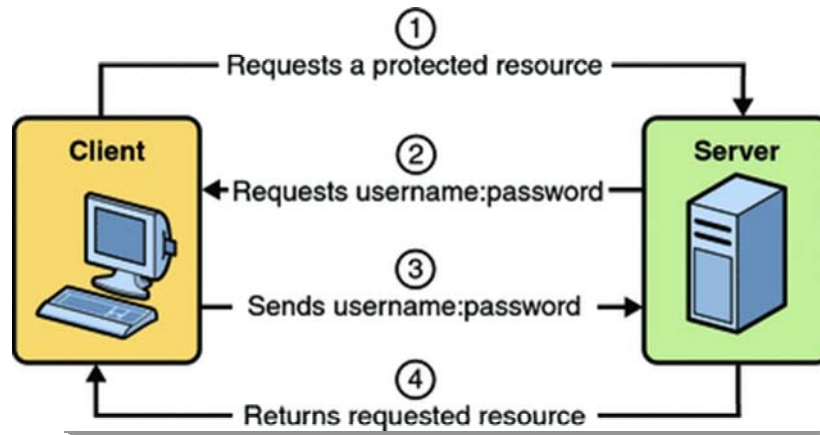 1
Requests a protected resource
Client
Server
2
Requests username:password
3
Sends username:password
4
Returns requested resource